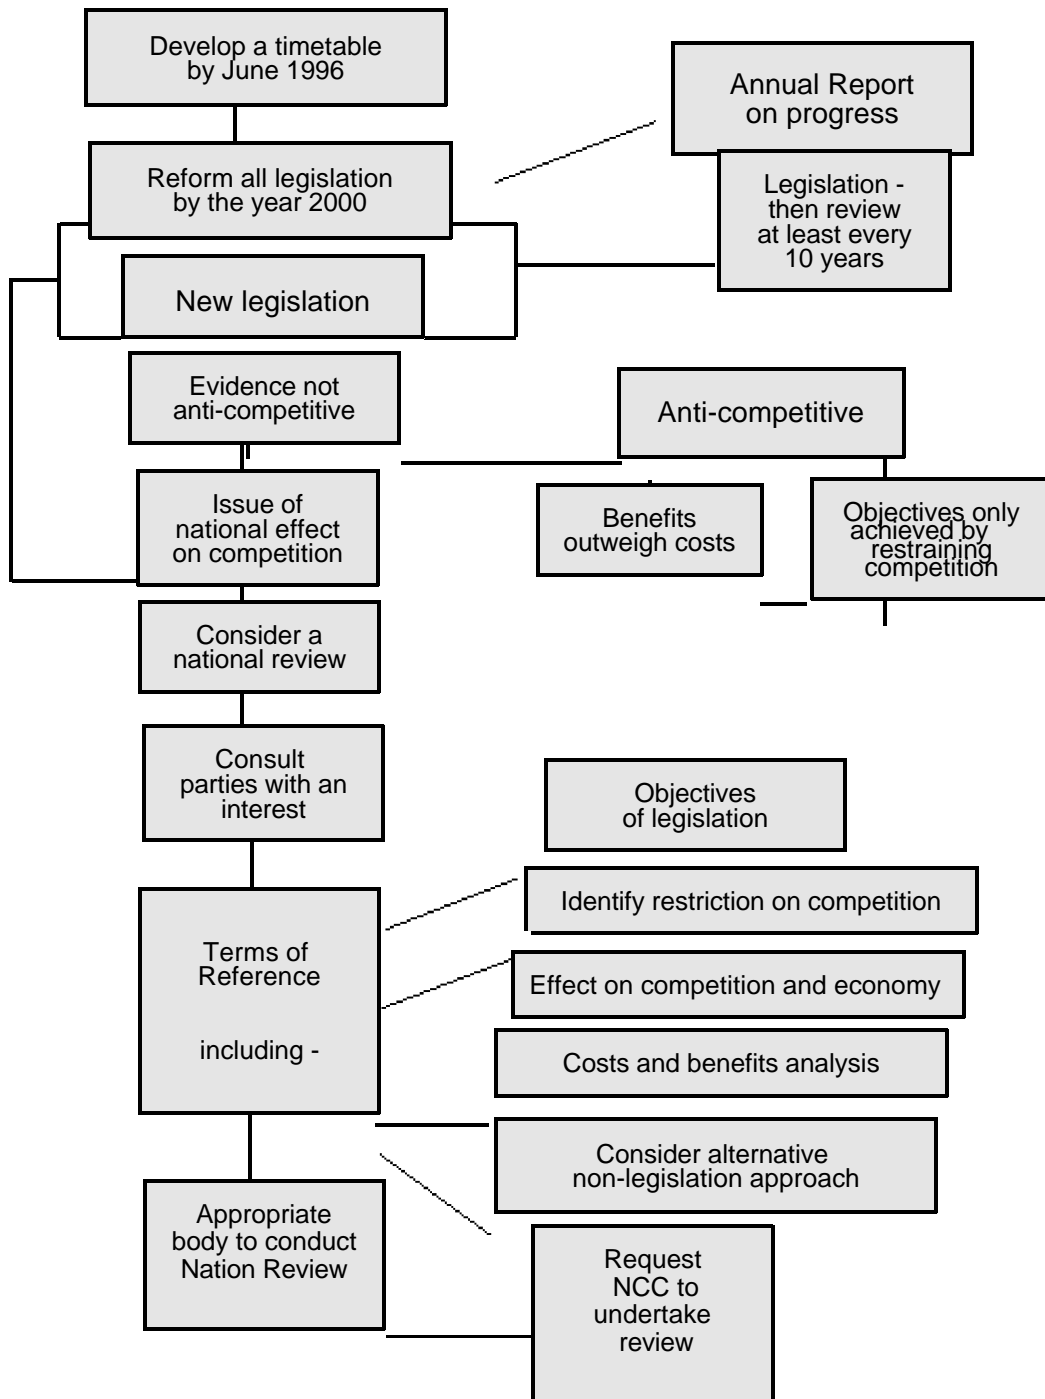 Develop a timetable
by June 1996
Annual Report
on progress
Reform all legislation
by the year 2000
Legislation -
then review
at least every
10 years
New legislation
Evidence not
anti-competitive
Anti-competitive
Issue of
national effect
on competition
Benefits
outweigh costs
Objectives only
achieved by
restraining
competition
Consider a
national review
Consult
parties with an
interest
Objectives
of legislation
Identify restriction on competition
Terms of
Reference
including -
Effect on competition and economy
Costs and benefits analysis
Consider alternative
non-legislation approach
Appropriate
body to conduct
Nation Review
Request
NCC to
undertake
review